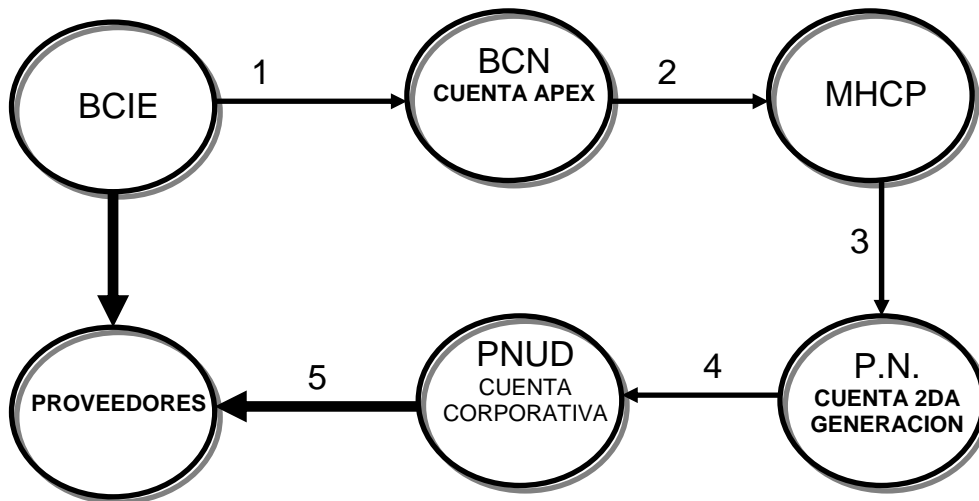 BCIE
1
BCN
CUENTA APEX
2
MHCP
3
PROVEEDORES
5
PNUD
CUENTA
CORPORATIVA
4
P.N.
CUENTA 2DA
GENERACION